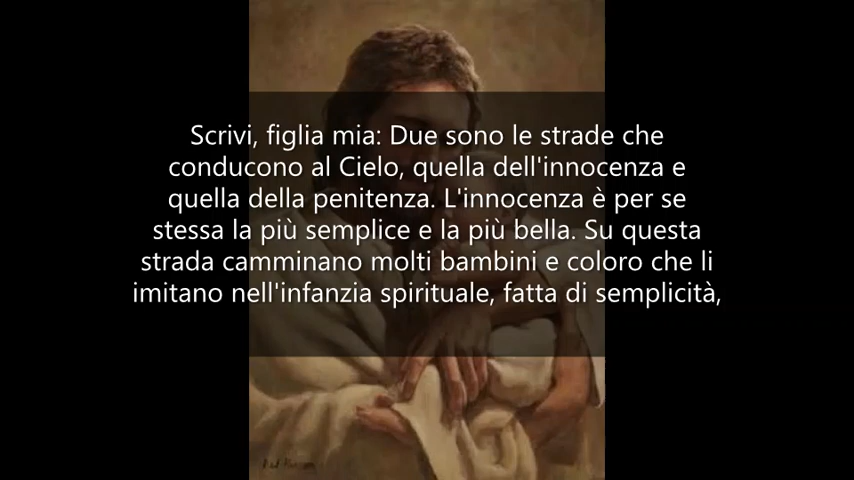 Scrivi, figlia mia: Due sono le strade che
conducono al Cielo, quella dell'innocenza e
quella della penitenza. L'innocenza è per se
stessa la più semplice e la più bella. Su questa
strada camminano molti bambini e coloro che li
imitano nell'infanzia spirituale, fatta di semplicità,